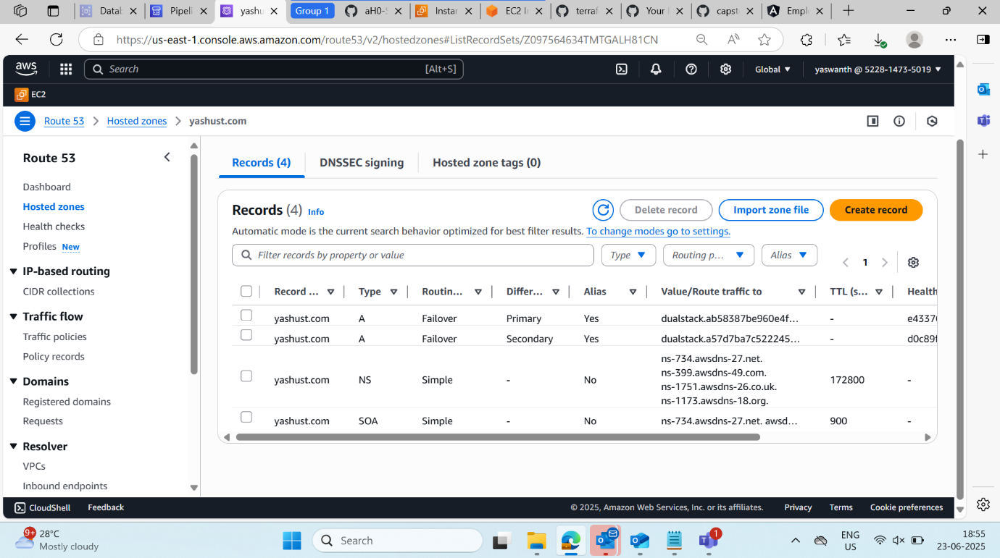 Datab
Pipelin
yashu
Group 1
aH0-S
Instan
EC2 In
terraf
Your
capst
Empl
https://us-east-1.console.aws.amazon.com/route53/v2/hostedzones#ListRecordSets/Z097564634TMTGALH81CN
aws
Search
[Alt+S]
Global
yaswanth @ 5228-1473-5019
EC2
Route 53 > Hosted zones > yashust.com
Route 53
Dashboard
Hosted zones
Health checks
Profiles New
IP-based routing
CIDR collections
Traffic flow
Traffic policies
Policy records
Domains
Registered domains
Requests
Resolver
VPCs
Inbound endpoints
Records (4)
DNSSEC signing
Hosted zone tags (0)
Records (4) Info
Delete record
Import zone file
Create record
Automatic mode is the current search behavior optimized for best filter results. To change modes go to settings.
Filter records by property or value
Type
Routing p...
Alias
1
Record ... Type Routin... Differ... Alias Value/Route traffic to TTL (s... Health
yashust.com A Failover Primary Yes dualstack.ab58387be960e4f... - e4337
yashust.com A Failover Secondary Yes dualstack.a57d7ba7c522245... - d0c89f
yashust.com NS Simple - No ns-734.awsdns-27.net. 172800 -
ns-399.awsdns-49.com.
ns-1751.awsdns-26.co.uk.
ns-1173.awsdns-18.org.
yashust.com SOA Simple - No ns-734.awsdns-27.net. awsd... 900 -
CloudShell
Feedback
© 2025, Amazon Web Services, Inc. or its affiliates.
Privacy
Terms
Cookie preferences
9+
28°C
Mostly cloudy
Search
1
ENG
US
18:55
23-06-2025